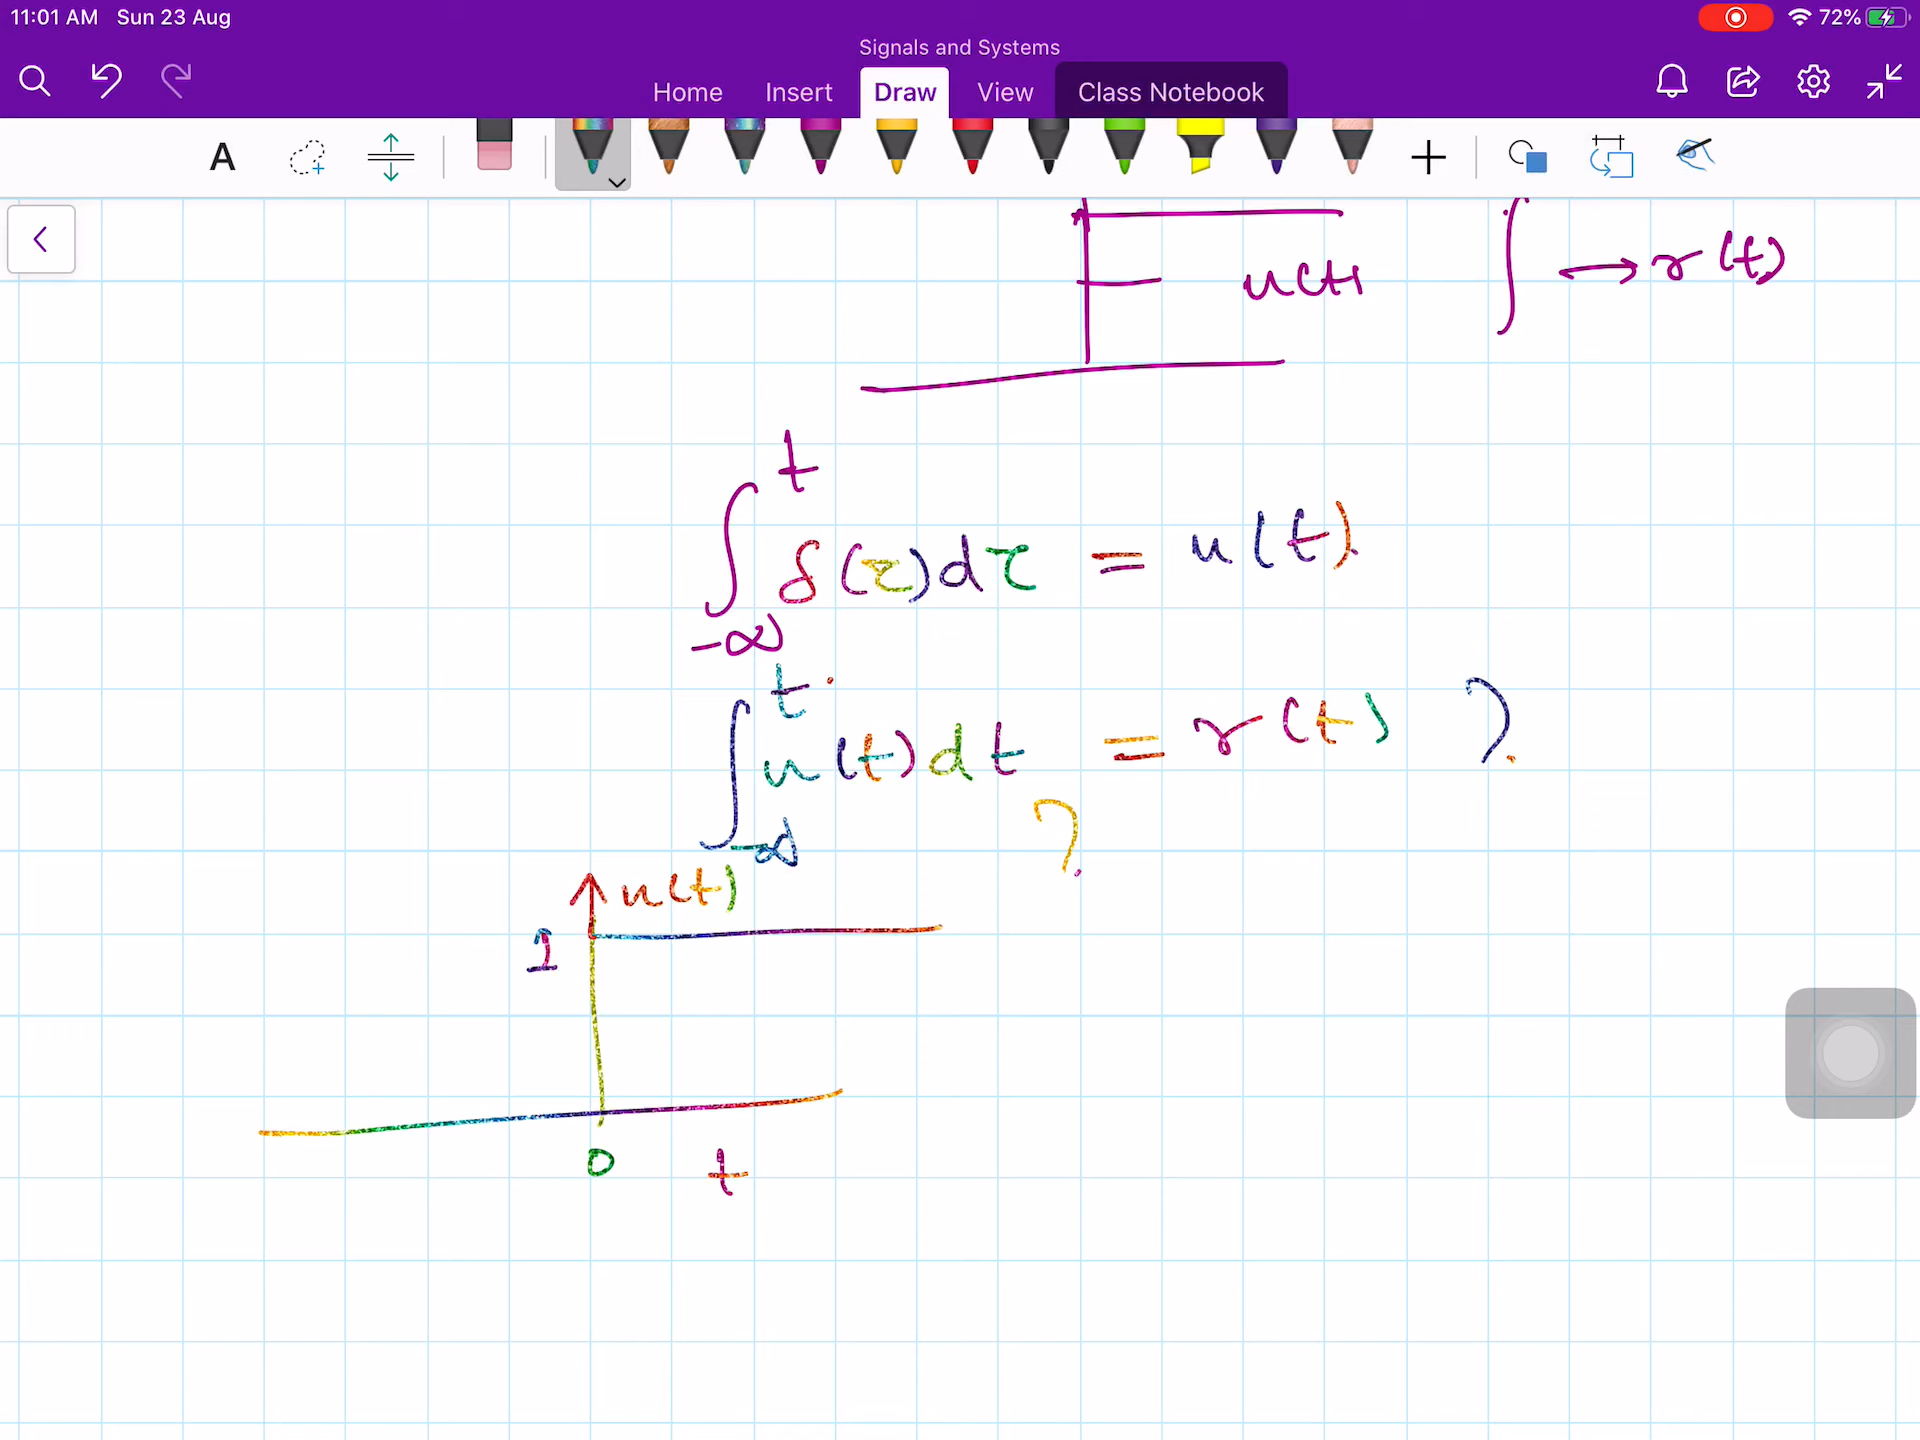 11:01 AM Sun 23 Aug 72%
Signals and Systems
Home Insert Draw View Class Notebook
A
u(t) ∫ ↔ r(t)
∫_{-∞}^{t} δ(τ)dτ = u(t).
∫_{-∞}^{t} u(t)dt = r(t) ?
?
u(t)
1
0 t